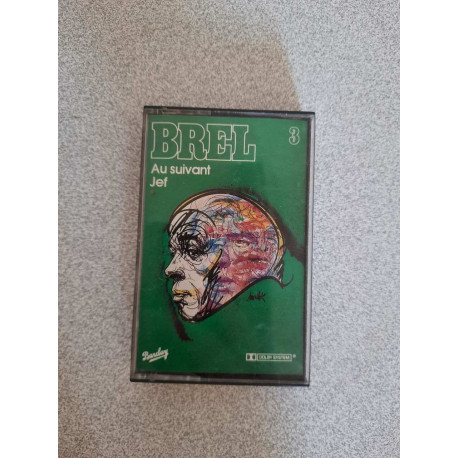 BREL
3
Au suivant
Jef
Barclay
DOLBY SYSTEM